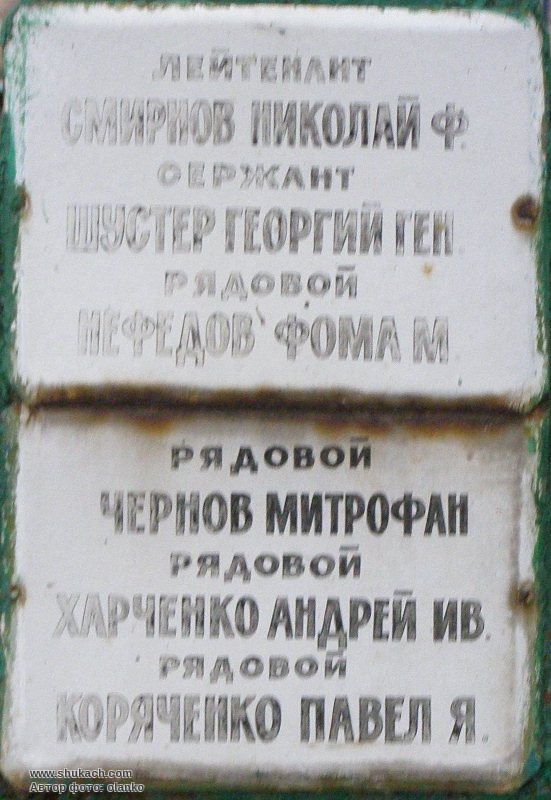 ЛЕЙТЕНАНТ
СМИРНОВ НИКОЛАЙ Ф.
СЕРЖАНТ
ШУСТЕР ГЕОРГИЙ ГЕН.
РЯДОВОЙ
НЕФЕДОВ ФОМА М.
РЯДОВОЙ
ЧЕРНОВ МИТРОФАН
РЯДОВОЙ
ХАРЧЕНКО АНДРЕЙ ИВ.
РЯДОВОЙ
КОРЯЧЕНКО ПАВЕЛ Я.
www.shukach.com
Автор фото: olanko